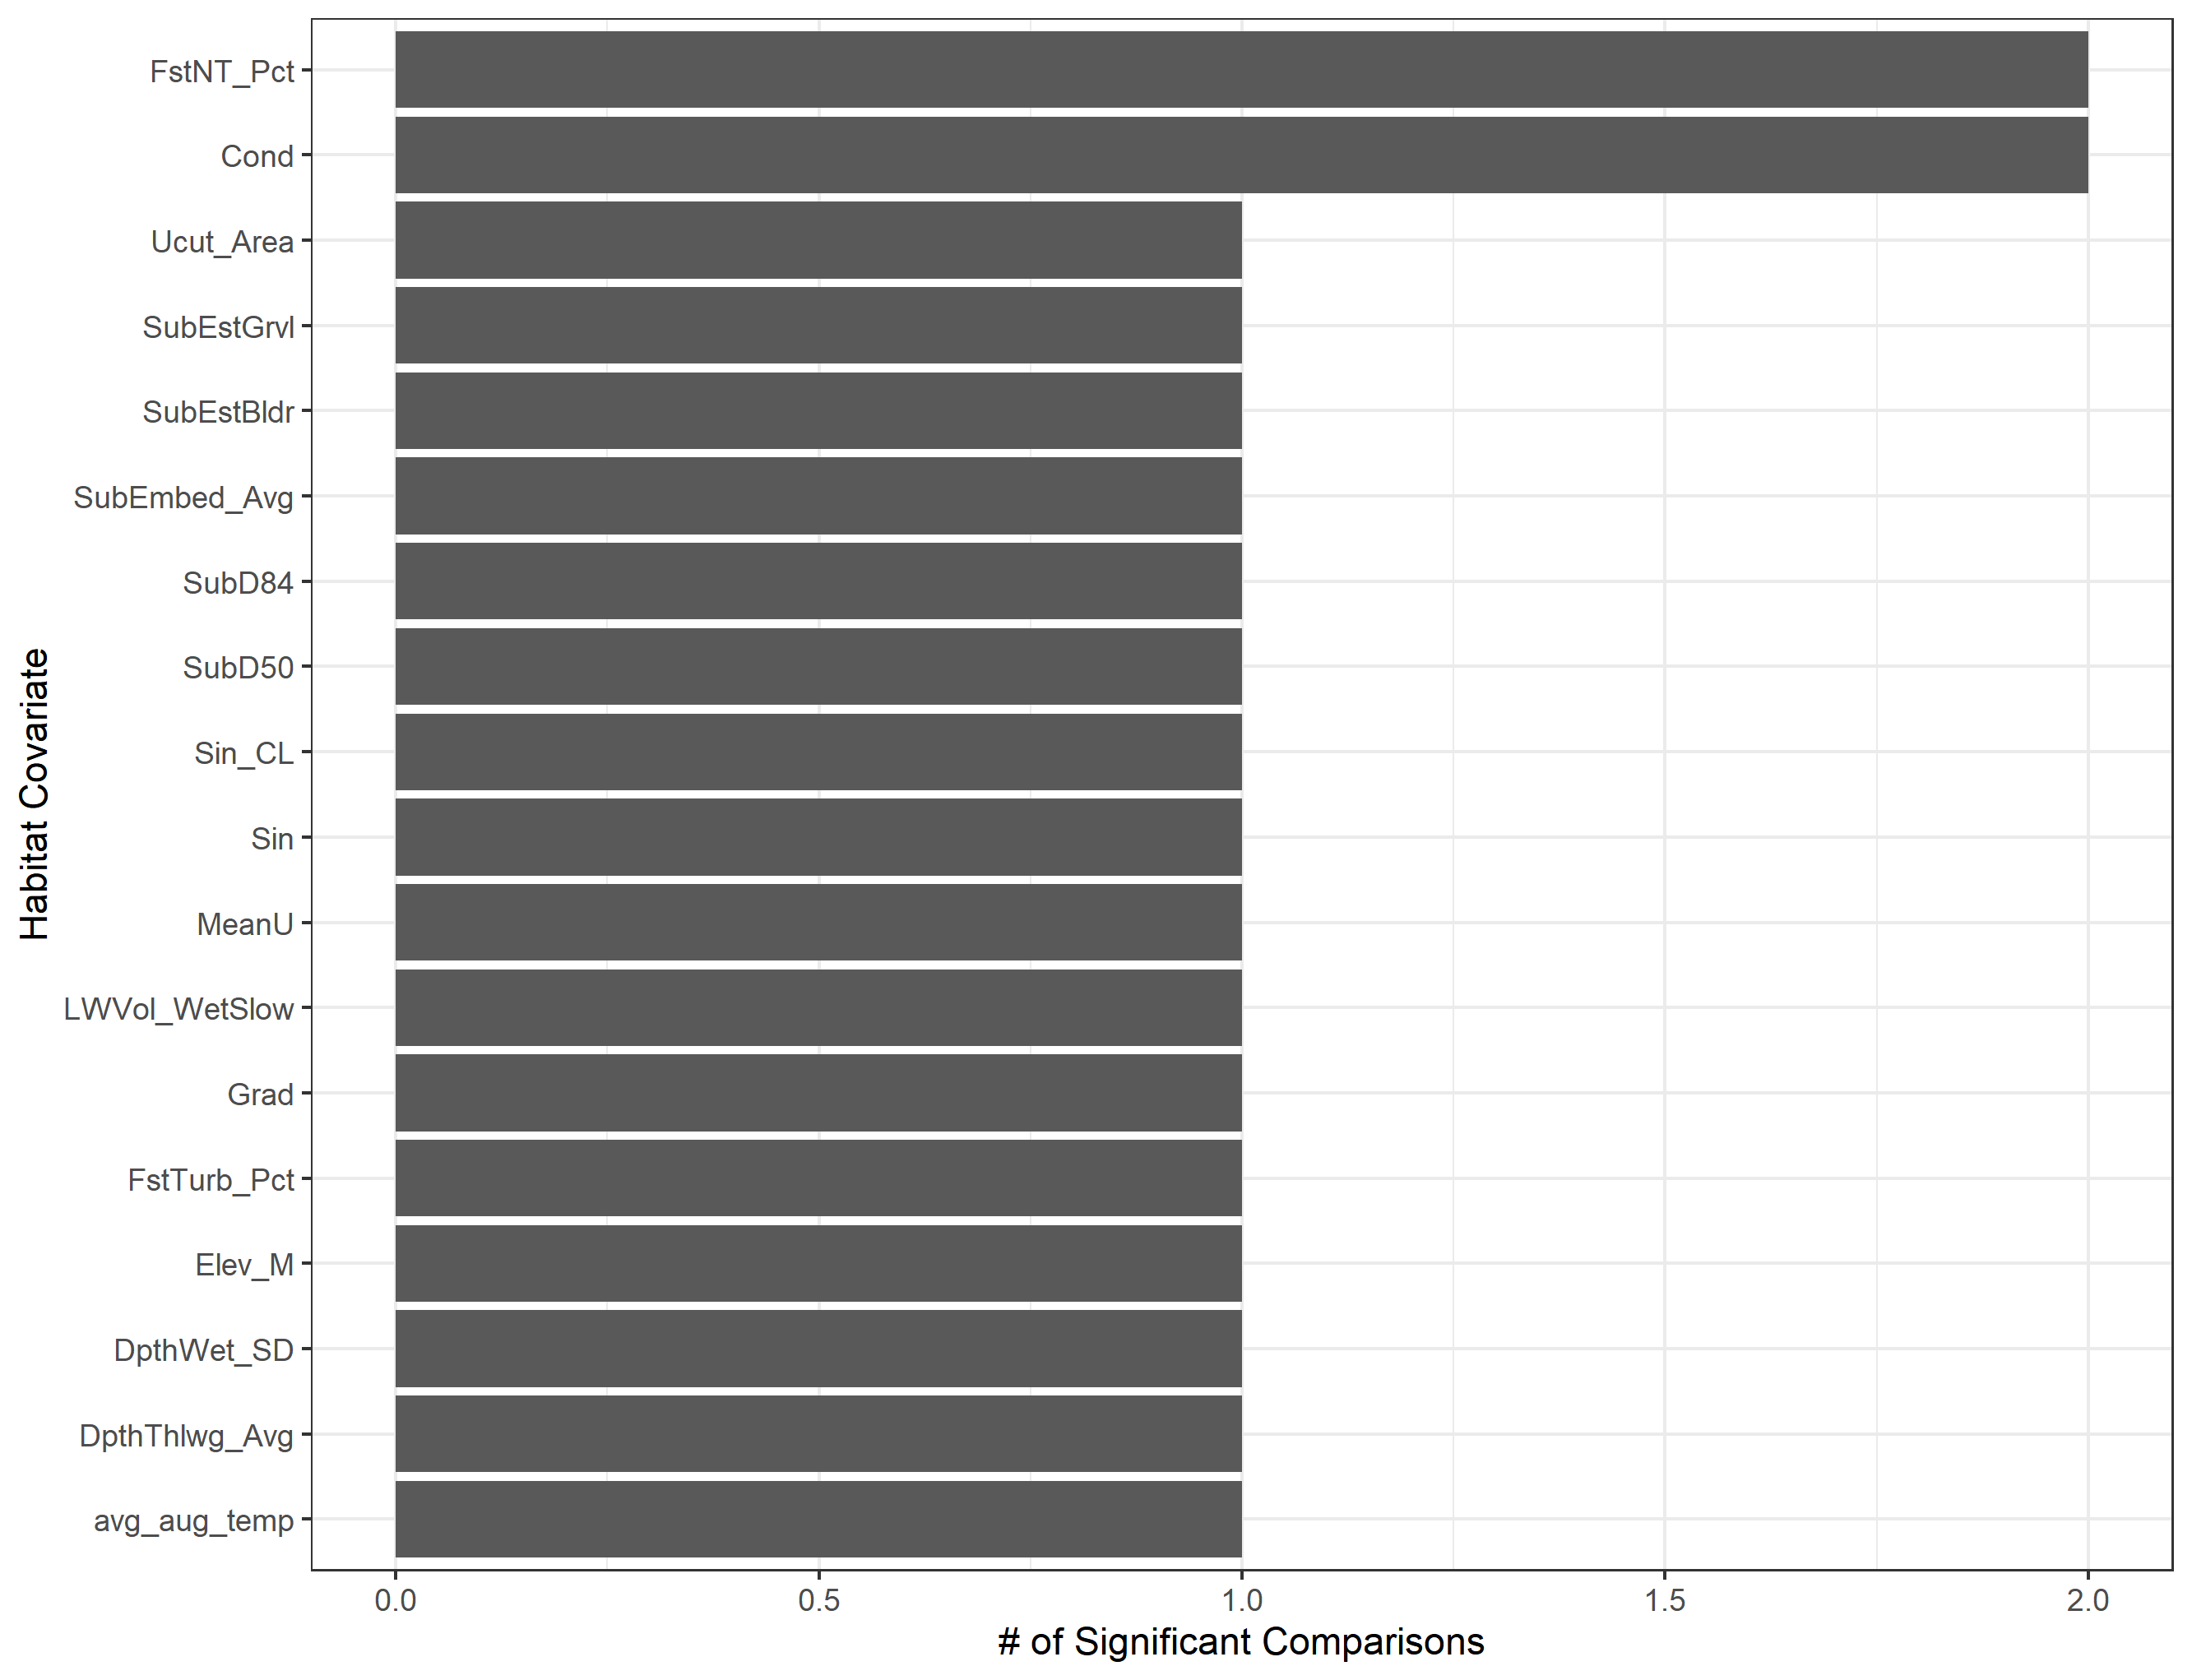 FstNT_Pct
Cond
Ucut_Area
SubEstGrvl
SubEstBldr
SubEmbed_Avg
SubD84
SubD50
Sin_CL
Sin
MeanU
LWVol_WetSlow
Grad
FstTurb_Pct
Elev_M
DpthWet_SD
DpthThlwg_Avg
avg_aug_temp
Habitat Covariate
0.0 0.5 1.0 1.5 2.0
# of Significant Comparisons